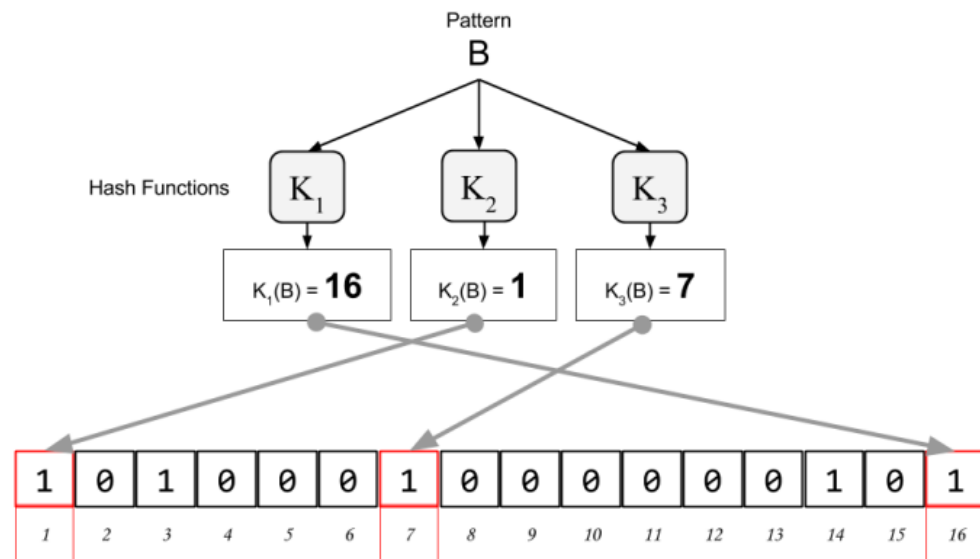 Pattern
B
Hash Functions
K₁ K₂ K₃
K₁(B) = 16 K₂(B) = 1 K₃(B) = 7
1 0 1 0 0 0 1 0 0 0 0 0 0 1 0 1
1 2 3 4 5 6 7 8 9 10 11 12 13 14 15 16